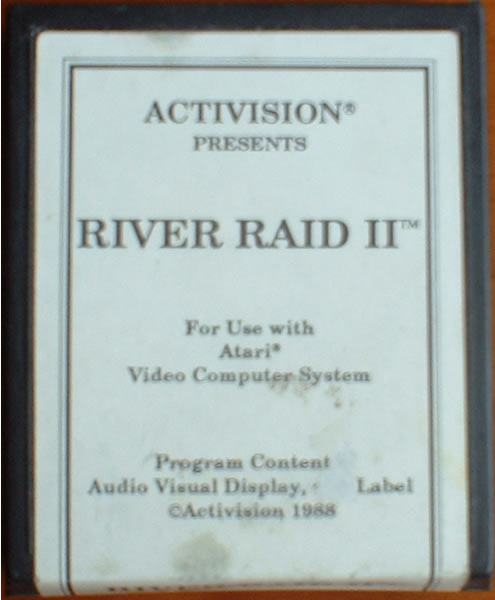 ACTIVISION®
PRESENTS
RIVER RAID II™
For Use with
Atari®
Video Computer System
Program Content
Audio Visual Display, Label
©Activision 1988